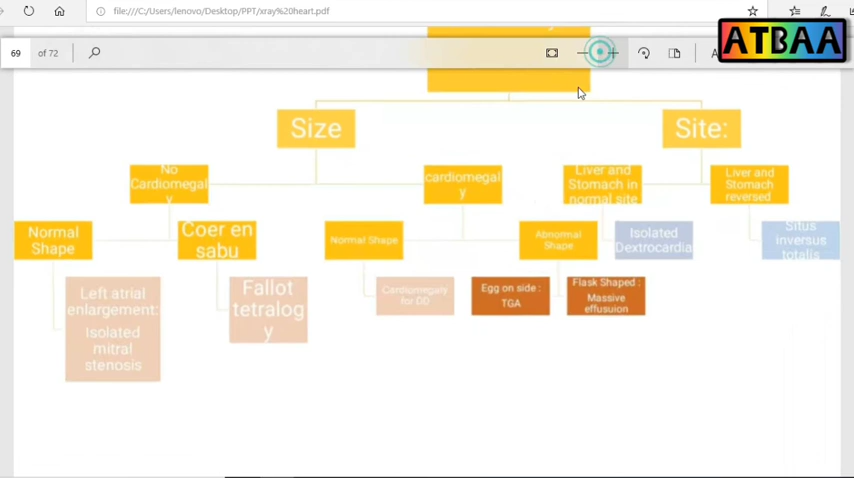 file:///C:/Users/lenovo/Desktop/PPT/xray%20heart.pdf
69 of 72
ATBAA
Size
Site:
No
Cardiomegal
y
cardiomegal
y
Liver and
Stomach in
normal site
Liver and
Stomach
reversed
Normal
Shape
Coer en
sabu
Normal Shape
Abnormal
Shape
Isolated
Dextrocardia
Situs
inversus
totalis
Left atrial
enlargement:
Isolated
mitral
stenosis
Fallot
tetralog
y
Cardiomegaly
for DD
Egg on side :
TGA
Flask Shaped :
Massive
effusuion